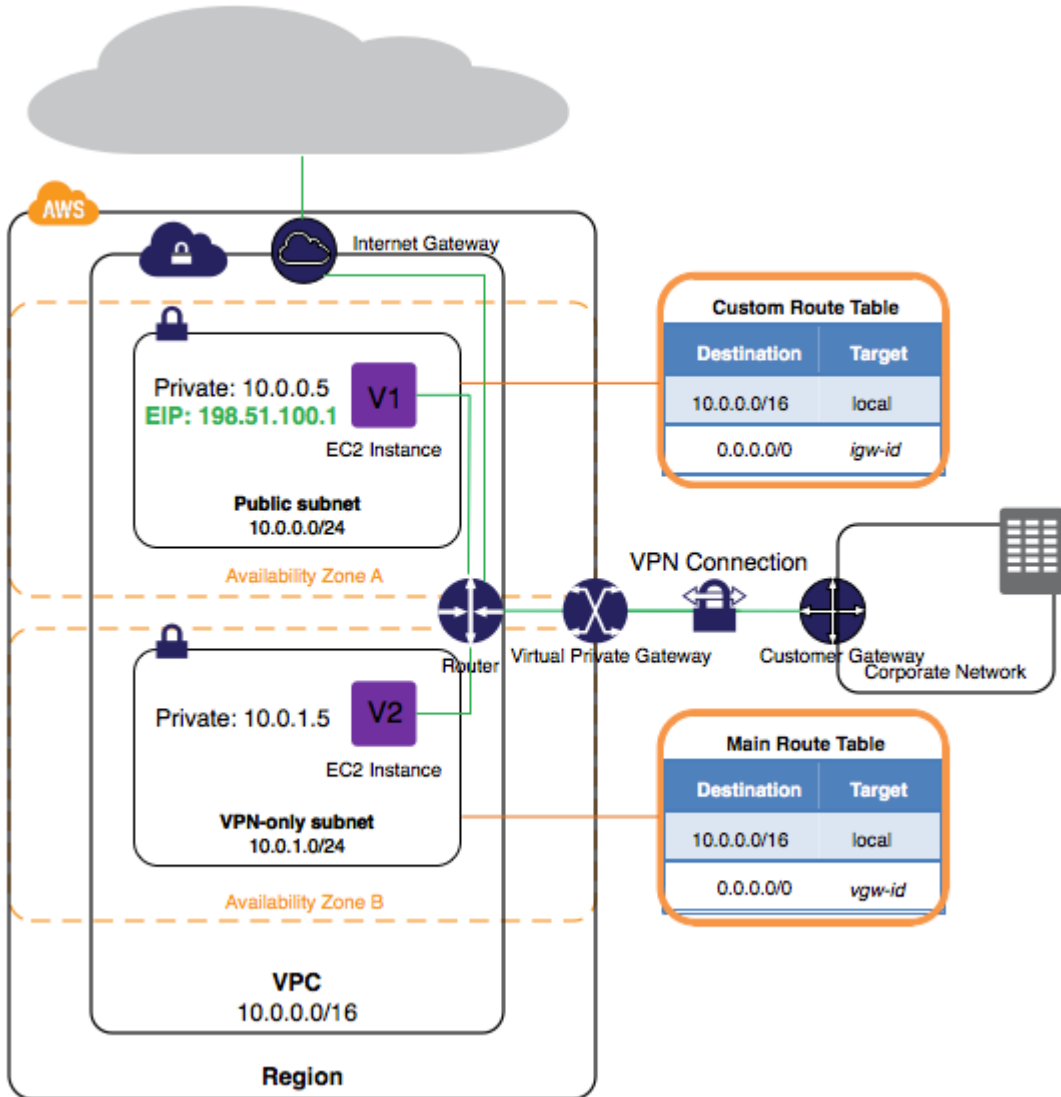 AWS
Internet Gateway
Private: 10.0.0.5
EIP: 198.51.100.1
V1
EC2 Instance
Public subnet
10.0.0.0/24
Availability Zone A
Custom Route Table
Destination Target
10.0.0.0/16 local
0.0.0.0/0 igw-id
VPN Connection
Router
Virtual Private Gateway
Customer Gateway
Corporate Network
Private: 10.0.1.5
V2
EC2 Instance
VPN-only subnet
10.0.1.0/24
Availability Zone B
Main Route Table
Destination Target
10.0.0.0/16 local
0.0.0.0/0 vgw-id
VPC
10.0.0.0/16
Region